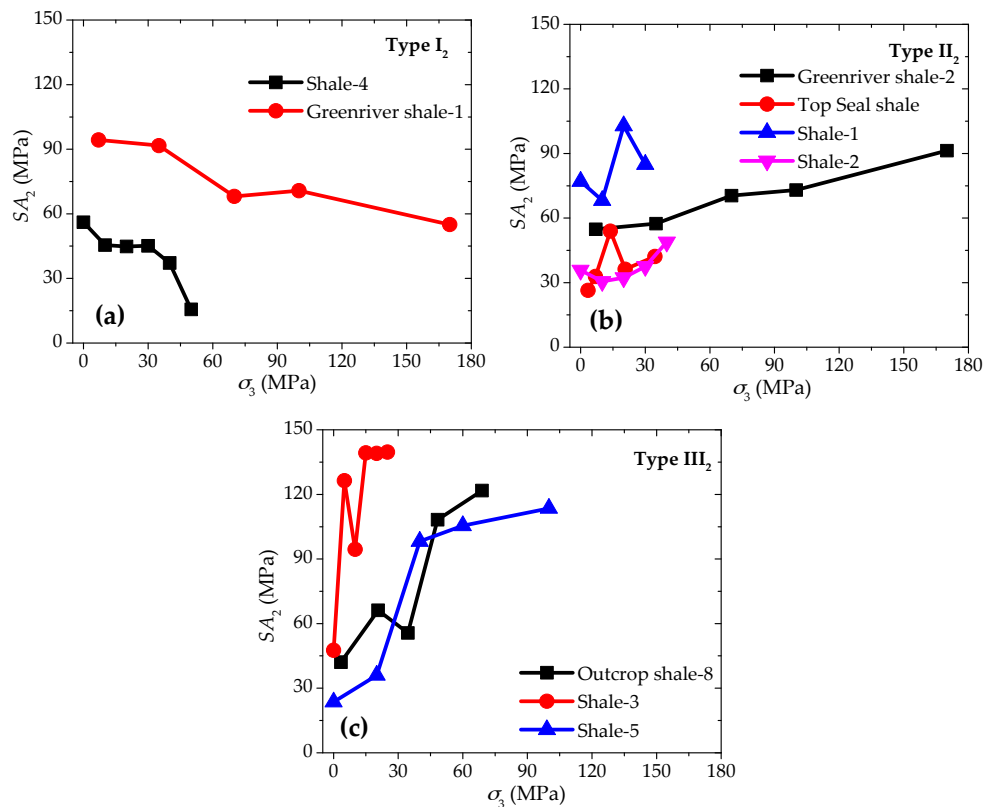 150
120
90
60
30
0
SA₂ (MPa)
Type I₂
Shale-4
Greenriver shale-1
(a)
0 30 60 90 120 150 180
σ₃ (MPa)
150
120
90
60
30
0
SA₂ (MPa)
Type II₂
Greenriver shale-2
Top Seal shale
Shale-1
Shale-2
(b)
0 30 60 90 120 150 180
σ₃ (MPa)
150
120
90
60
30
0
SA₂ (MPa)
Type III₂
Outcrop shale-8
Shale-3
Shale-5
(c)
0 30 60 90 120 150 180
σ₃ (MPa)